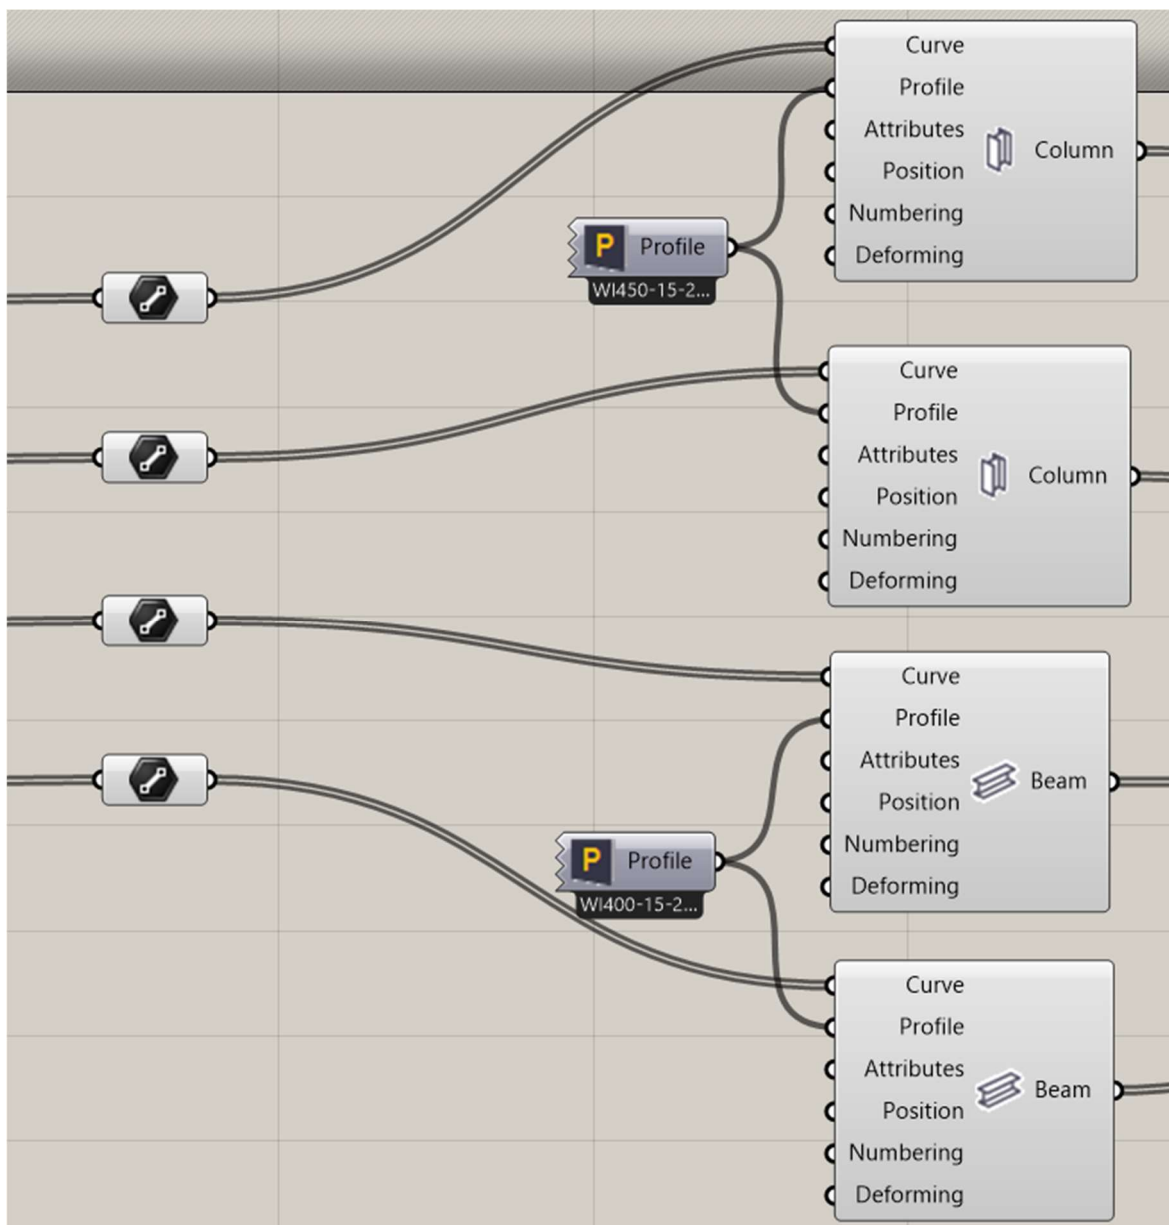 Curve
Profile
Attributes
Position
Numbering
Deforming
Column
P Profile
WI450-15-2...
Curve
Profile
Attributes
Position
Numbering
Deforming
Column
Curve
Profile
Attributes
Position
Numbering
Deforming
Beam
P Profile
WI400-15-2...
Curve
Profile
Attributes
Position
Numbering
Deforming
Beam